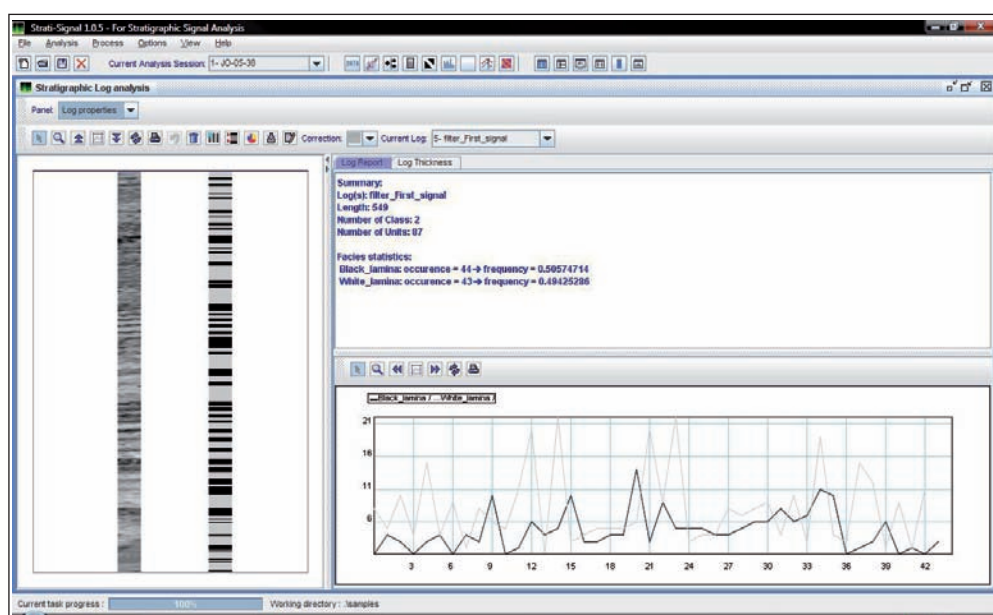 Strati-Signal 1.0.5 - For Stratigraphic Signal Analysis
File Analysis Process Options View Help
Current Analysis Session: 1- JO-05-38
Stratigraphic Log analysis
Panel: Log properties
Correction: Current Log: 5- filter_First_signal
Log Report Log Thickness
Summary:
Log(s): filter_First_signal
Length: 549
Number of Class: 2
Number of Units: 87
Facies statistics:
Black_lamina: occurence = 44-> frequency = 0.50574714
White_lamina: occurence = 43-> frequency = 0.49425286
Black_lamina / ...White_lamina /
21
16
11
6
3 6 9 12 15 18 21 24 27 30 33 36 39 42
Current task progress : 100% Working directory : .\samples